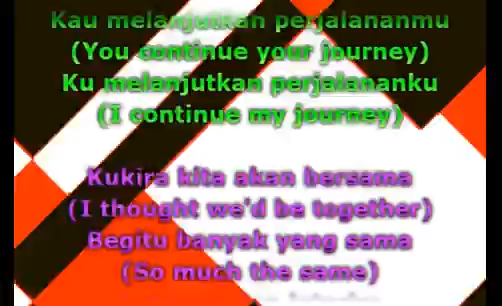 Kau melanjutkan perjalananmu
(You continue your journey)
Ku melanjutkan perjalananku
(I continue my journey)
Kukira kita akan bersama
(I thought we'd be together)
Begitu banyak yang sama
(So much the same)